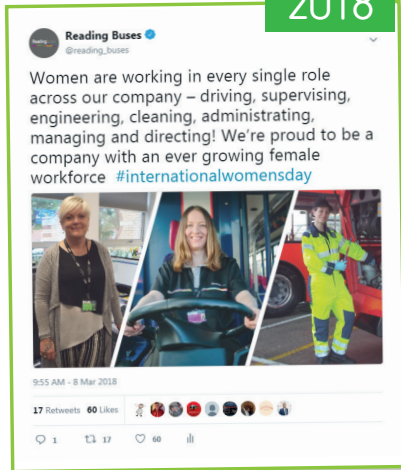 2018
Reading Buses
@reading_buses
Women are working in every single role
across our company – driving, supervising,
engineering, cleaning, administrating,
managing and directing! We're proud to be a
company with an ever growing female
workforce #internationalwomensday
9:55 AM - 8 Mar 2018
17 Retweets 60 Likes
1 17 60